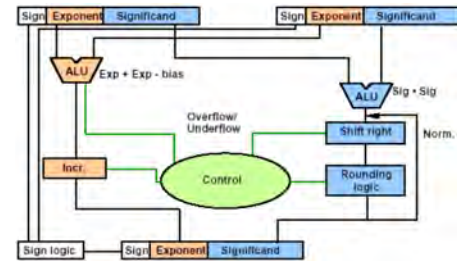 Sign Exponent Significand
Sign Exponent Significand
ALU
Exp + Exp - bias
ALU
Sig • Sig
Overflow/
Underflow
Shift right
Norm.
Incr.
Control
Rounding
logic
Sign logic
Sign Exponent Significand